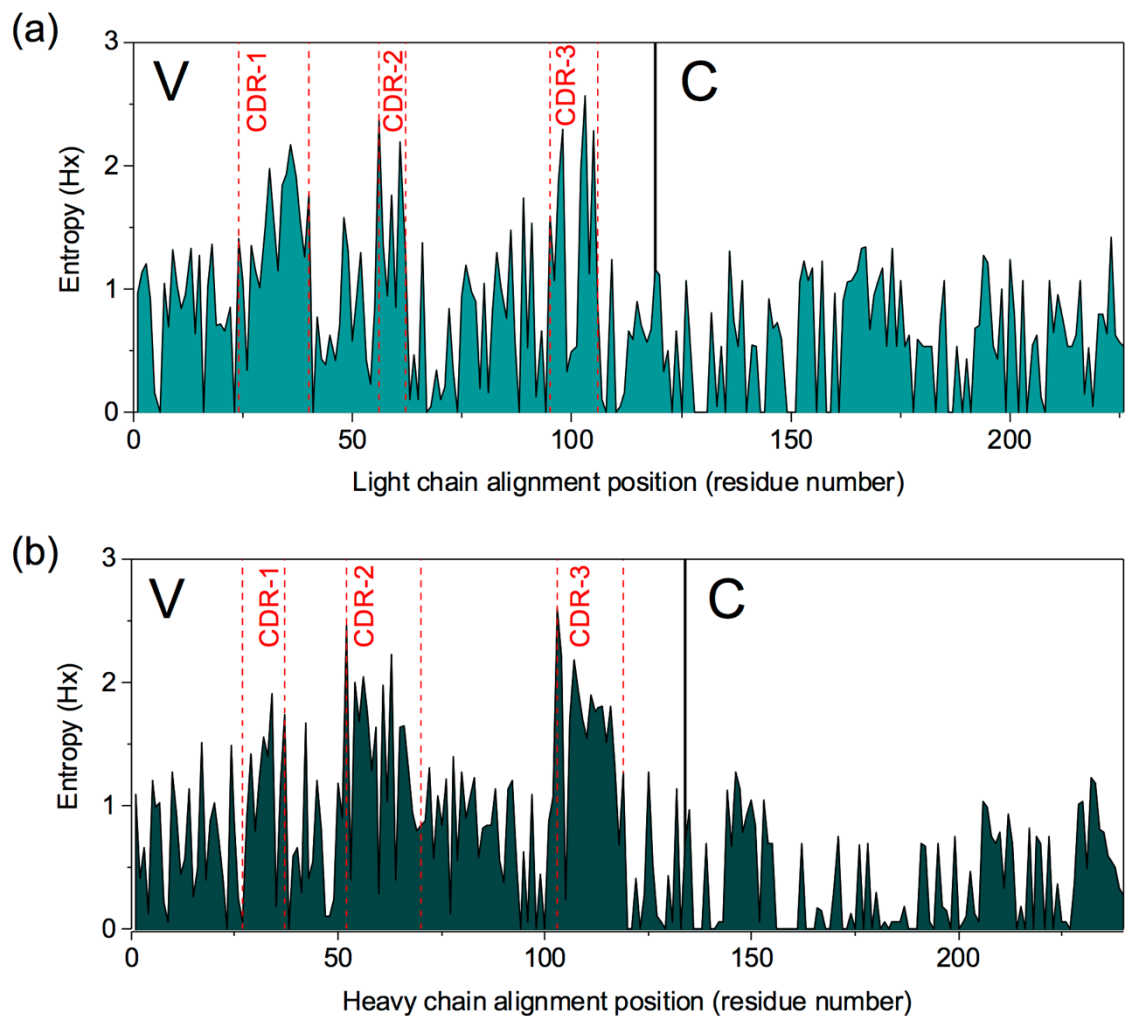 (a)
3
2
1
0
Entropy (Hx)
V
CDR-1
CDR-2
CDR-3
C
0
50
100
150
200
Light chain alignment position (residue number)
(b)
3
2
1
0
Entropy (Hx)
V
CDR-1
CDR-2
CDR-3
C
0
50
100
150
200
Heavy chain alignment position (residue number)